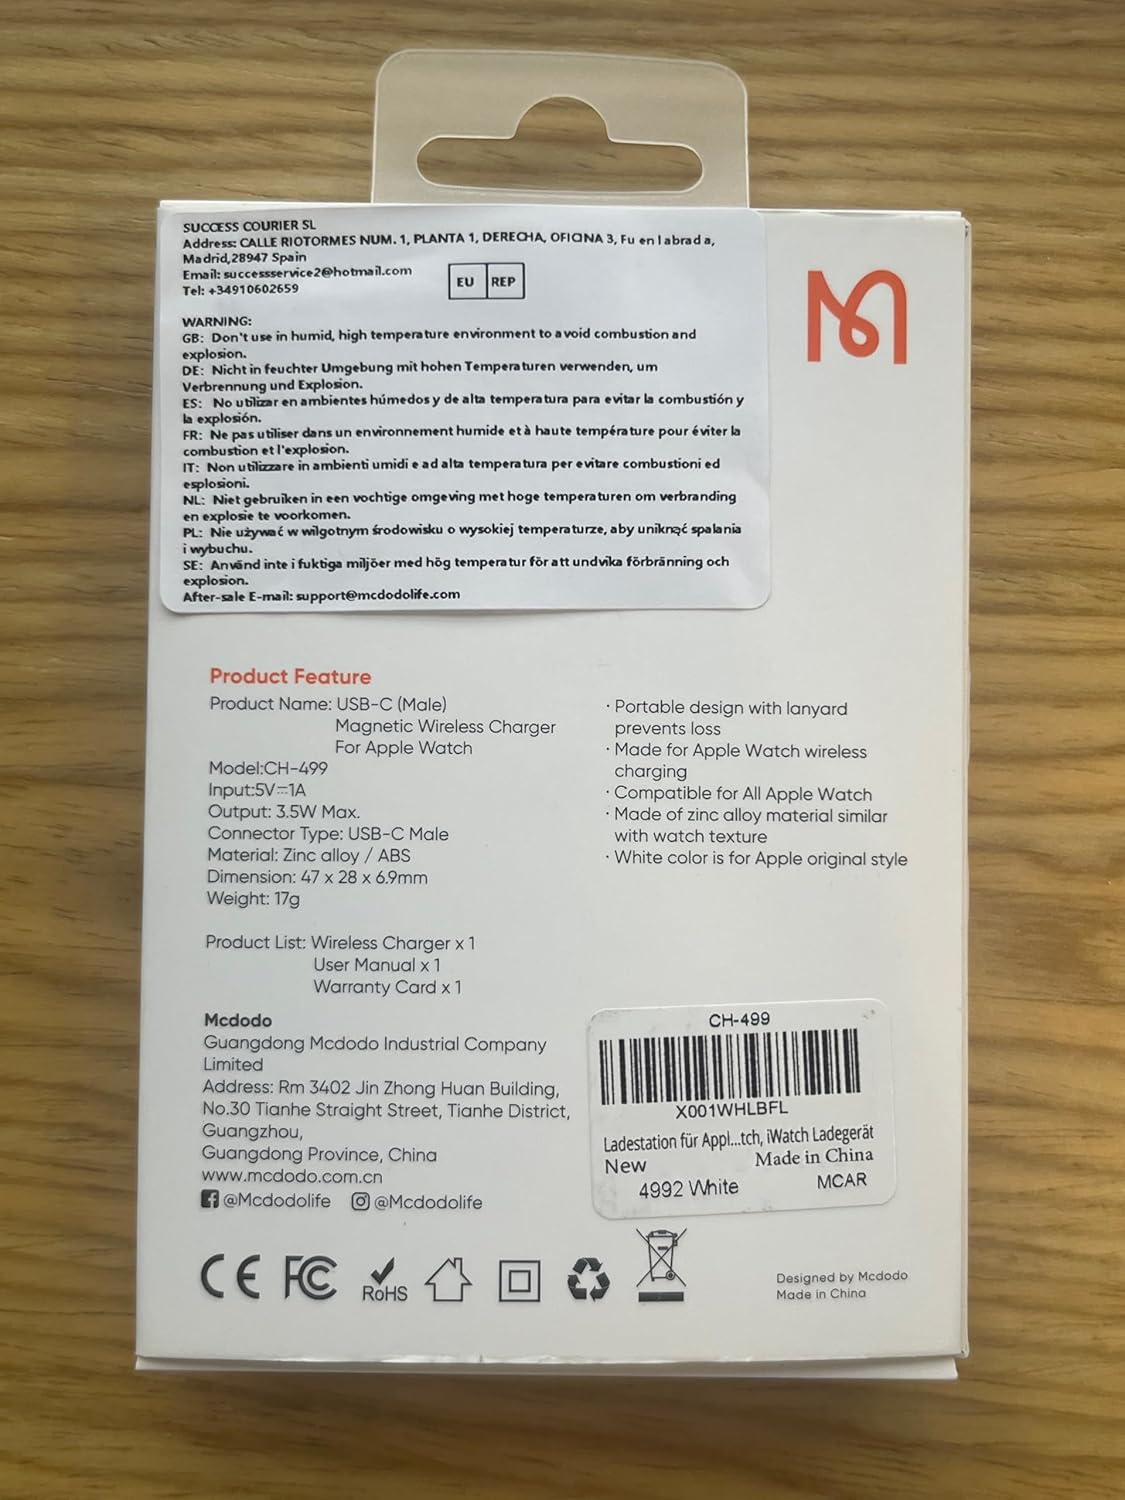 SUCCESS COURIER SL
Address: CALLE RIOTORMES NUM. 1, PLANTA 1, DERECHA, OFICINA 3, Fuenlabrada,
Madrid,28947 Spain
Email: successservice2@hotmail.com
Tel: +34910602659
EU REP
WARNING:
GB: Don't use in humid, high temperature environment to avoid combustion and
explosion.
DE: Nicht in feuchter Umgebung mit hohen Temperaturen verwenden, um
Verbrennung und Explosion.
ES: No utilizar en ambientes húmedos y de alta temperatura para evitar la combustión y
la explosión.
FR: Ne pas utiliser dans un environnement humide et à haute température pour éviter la
combustion et l'explosion.
IT: Non utilizzare in ambienti umidi e ad alta temperatura per evitare combustioni ed
esplosioni.
NL: Niet gebruiken in een vochtige omgeving met hoge temperaturen om verbranding
en explosie te voorkomen.
PL: Nie używać w wilgotnym środowisku o wysokiej temperaturze, aby uniknąć spalania
i wybuchu.
SE: Använd inte i fuktiga miljöer med hög temperatur för att undvika förbränning och
explosion.
After-sale E-mail: support@mcdodolife.com
Product Feature
Product Name: USB-C (Male)
Magnetic Wireless Charger
For Apple Watch
Model:CH-499
Input:5V⎓1A
Output: 3.5W Max.
Connector Type: USB-C Male
Material: Zinc alloy / ABS
Dimension: 47 x 28 x 6.9mm
Weight: 17g
Product List: Wireless Charger x 1
User Manual x 1
Warranty Card x 1
· Portable design with lanyard
prevents loss
· Made for Apple Watch wireless
charging
· Compatible for All Apple Watch
· Made of zinc alloy material similar
with watch texture
· White color is for Apple original style
Mcdodo
Guangdong Mcdodo Industrial Company
Limited
Address: Rm 3402 Jin Zhong Huan Building,
No.30 Tianhe Straight Street, Tianhe District,
Guangzhou,
Guangdong Province, China
www.mcdodo.com.cn
@Mcdodolife @Mcdodolife
CH-499
X001WHLBFL
Ladestation für Appl...tch, iWatch Ladegerät
New Made in China
4992 White MCAR
CE FC RoHS
Designed by Mcdodo
Made in China